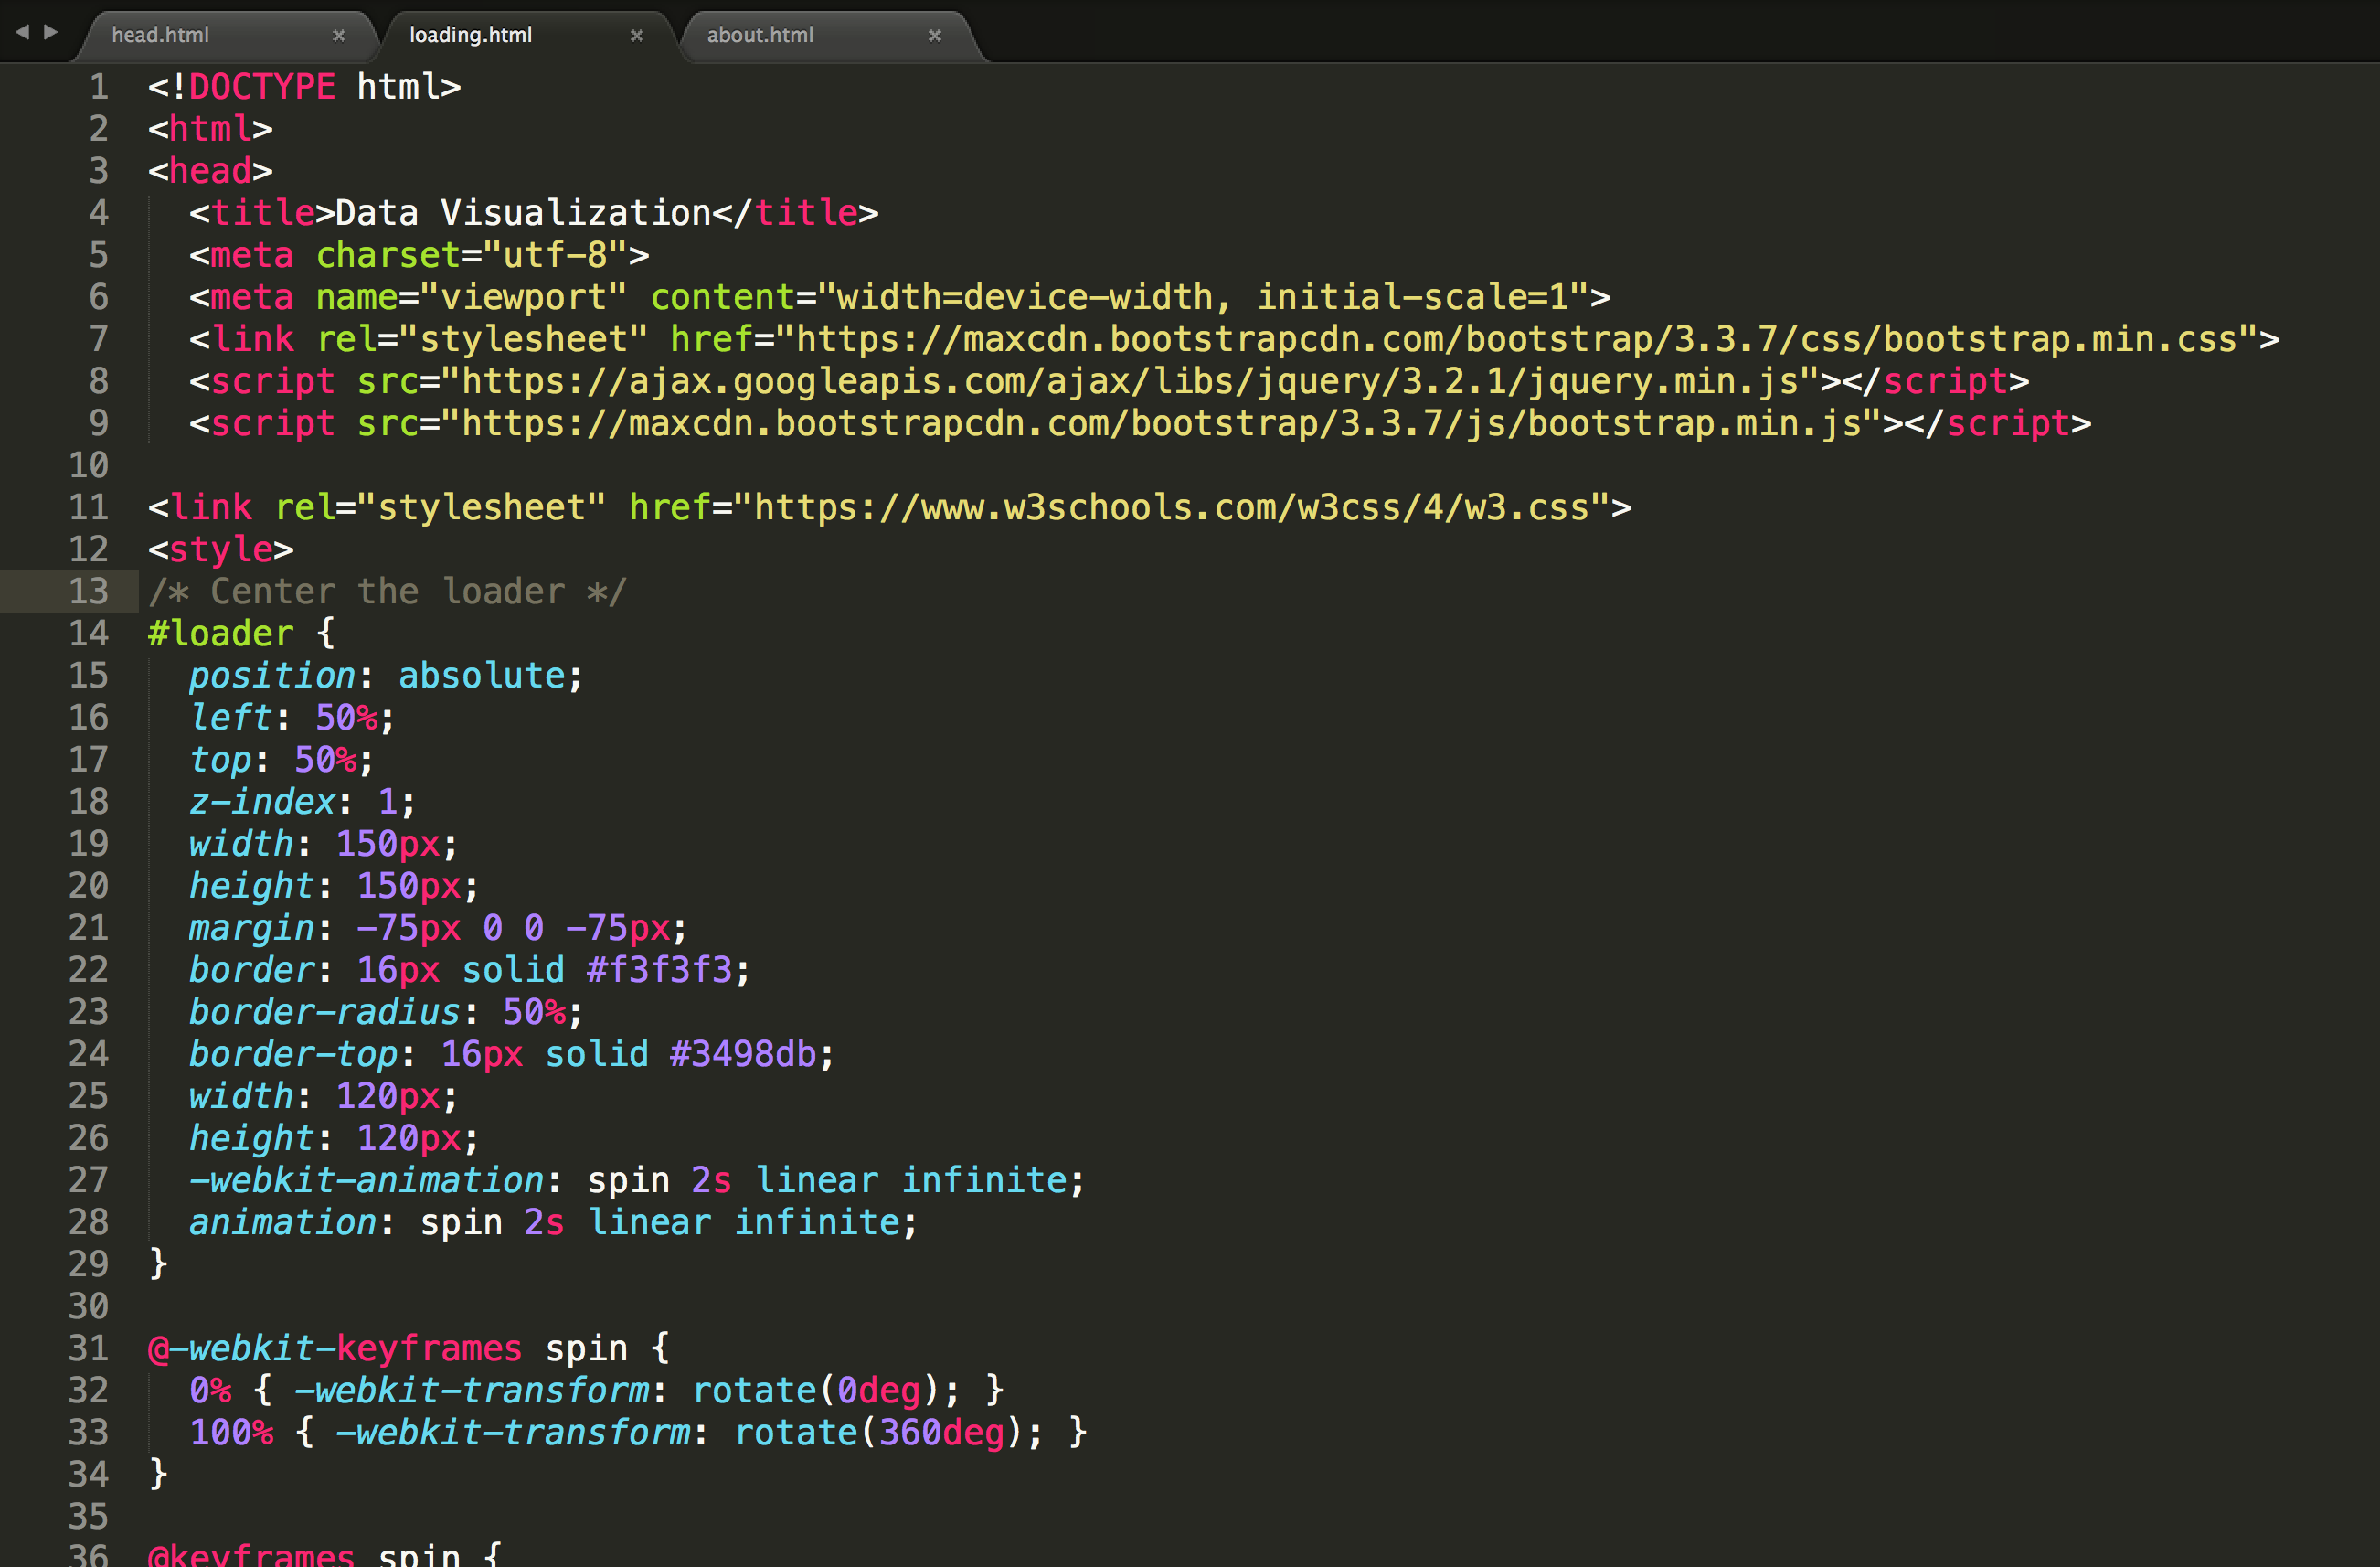 head.html × loading.html × about.html ×
1 <!DOCTYPE html>
2 <html>
3 <head>
4   <title>Data Visualization</title>
5   <meta charset="utf-8">
6   <meta name="viewport" content="width=device-width, initial-scale=1">
7   <link rel="stylesheet" href="https://maxcdn.bootstrapcdn.com/bootstrap/3.3.7/css/bootstrap.min.css">
8   <script src="https://ajax.googleapis.com/ajax/libs/jquery/3.2.1/jquery.min.js"></script>
9   <script src="https://maxcdn.bootstrapcdn.com/bootstrap/3.3.7/js/bootstrap.min.js"></script>
10
11 <link rel="stylesheet" href="https://www.w3schools.com/w3css/4/w3.css">
12 <style>
13 /* Center the loader */
14 #loader {
15   position: absolute;
16   left: 50%;
17   top: 50%;
18   z-index: 1;
19   width: 150px;
20   height: 150px;
21   margin: -75px 0 0 -75px;
22   border: 16px solid #f3f3f3;
23   border-radius: 50%;
24   border-top: 16px solid #3498db;
25   width: 120px;
26   height: 120px;
27   -webkit-animation: spin 2s linear infinite;
28   animation: spin 2s linear infinite;
29 }
30
31 @-webkit-keyframes spin {
32   0% { -webkit-transform: rotate(0deg); }
33   100% { -webkit-transform: rotate(360deg); }
34 }
35
36 @keyframes spin {